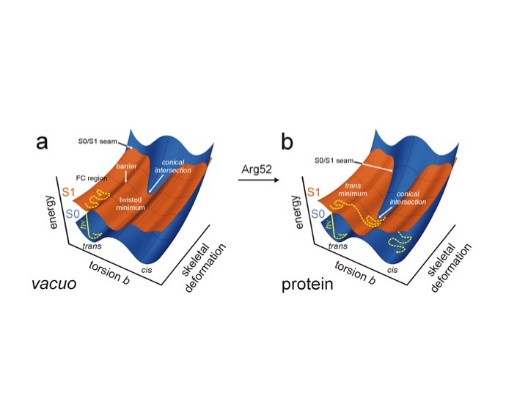 a
S0/S1 seam
barrier
conical
intersection
FC region
S1
twisted
minimum
S0
energy
trans
torsion b
cis
skeletal
deformation
vacuo
Arg52
b
S0/S1 seam
trans
minimum
conical
intersection
S1
S0
energy
trans
torsion b
cis
skeletal
deformation
protein